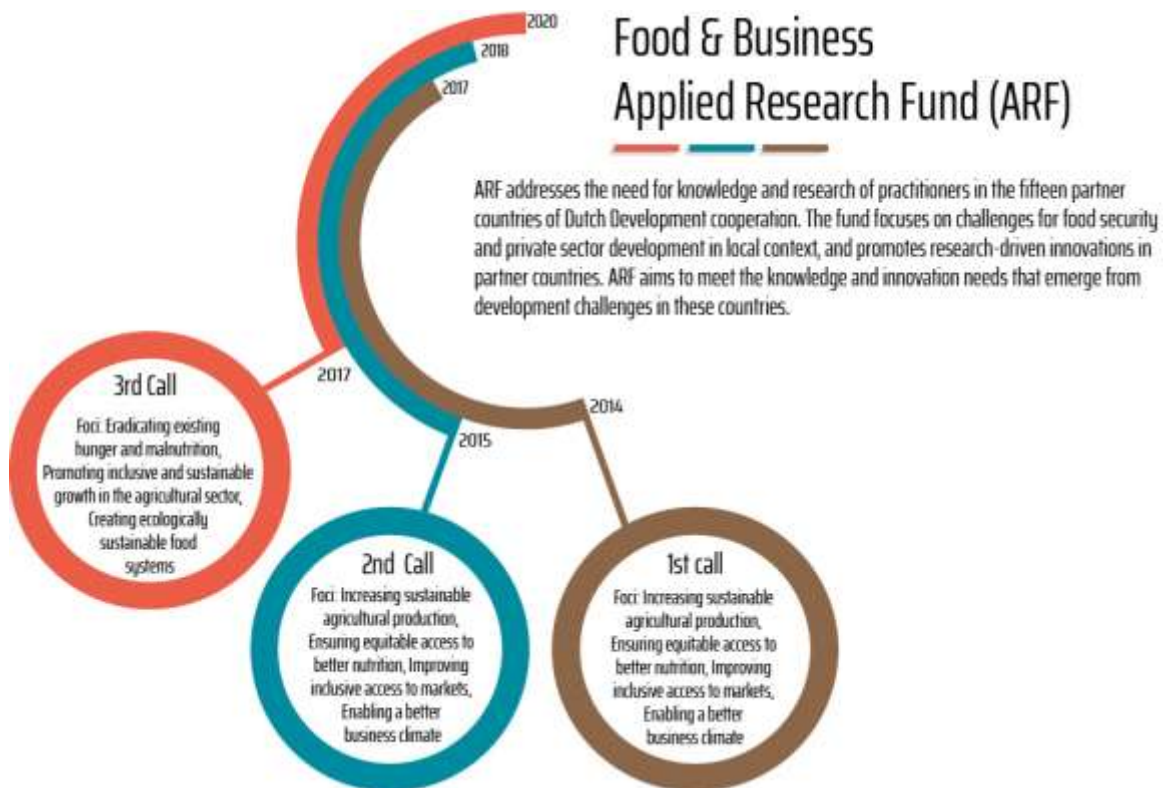 Food & Business
Applied Research Fund (ARF)
ARF addresses the need for knowledge and research of practitioners in the fifteen partner
countries of Dutch Development cooperation. The fund focuses on challenges for food security
and private sector development in local context, and promotes research-driven innovations in
partner countries. ARF aims to meet the knowledge and innovation needs that emerge from
development challenges in these countries.
2020
2018
2017
2017
2015
2014
3rd Call
Foci: Eradicating existing
hunger and malnutrition,
Promoting inclusive and sustainable
growth in the agricultural sector,
Creating ecologically
sustainable food
systems
2nd Call
Foci: Increasing sustainable
agricultural production,
Ensuring equitable access to
better nutrition, Improving
inclusive access to markets,
Enabling a better
business climate
1st call
Foci: Increasing sustainable
agricultural production,
Ensuring equitable access to
better nutrition, Improving
inclusive access to markets,
Enabling a better
business climate